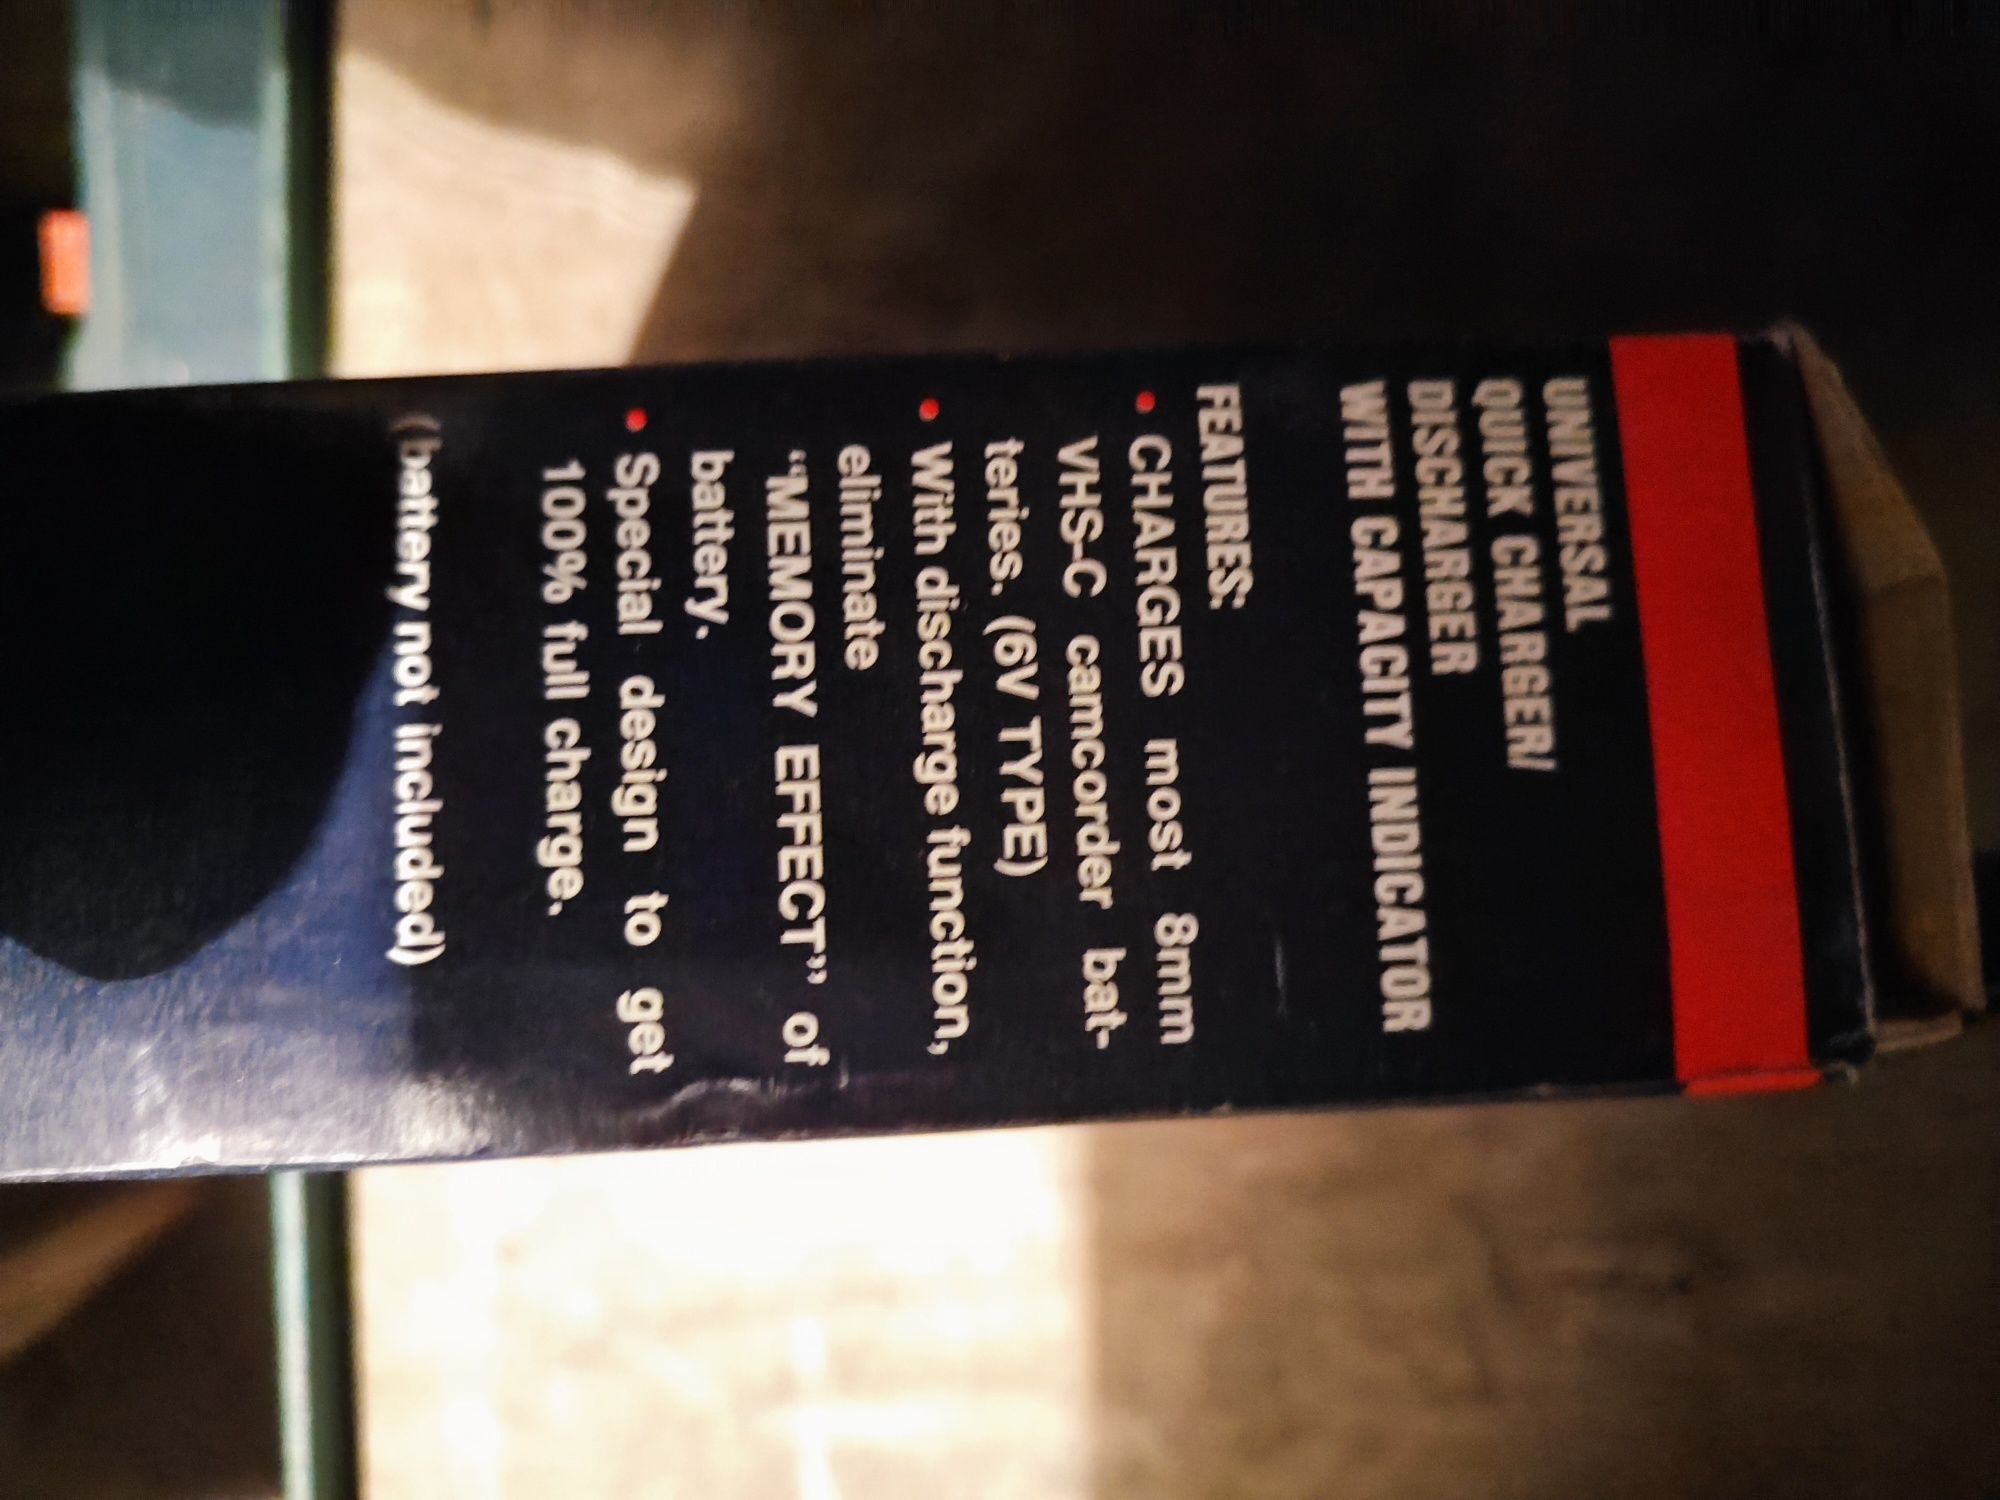 UNIVERSAL
QUICK CHARGER/
DISCHARGER
WITH CAPACITY INDICATOR
FEATURES:
• CHARGES most 8mm
VHS-C camcorder bat-
teries. (6V TYPE)
• With discharge function,
eliminate
“MEMORY EFFECT” of
battery.
• Special design to get
100% full charge.
(battery not included)